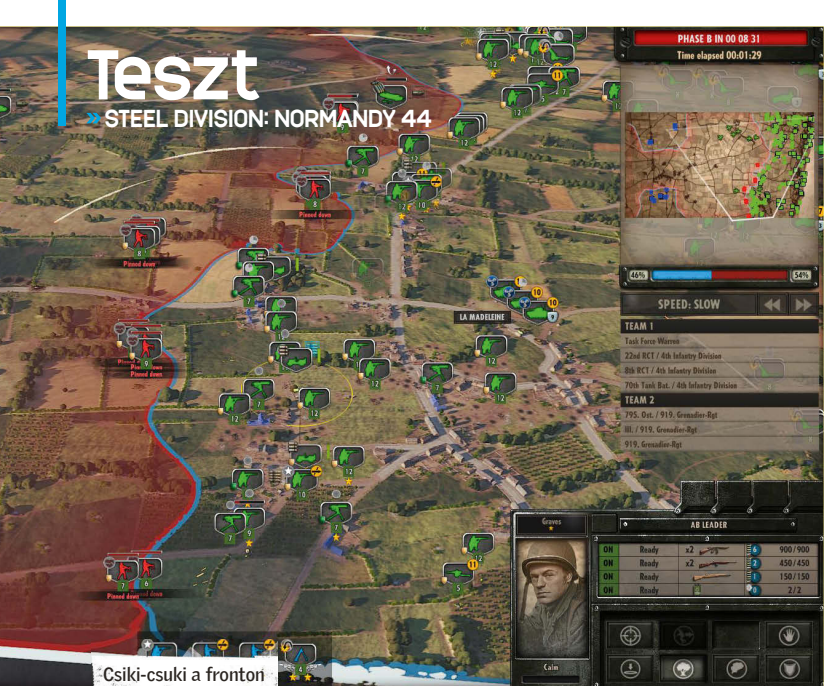 Teszt
» STEEL DIVISION: NORMANDY 44
PHASE B IN 00 08 31
Time elapsed 00:01:29
46% 54%
SPEED: SLOW
TEAM 1
Task Force Warren
22nd RCT / 4th Infantry Division
8th RCT / 4th Infantry Division
70th Tank Bat. / 4th Infantry Division
TEAM 2
795. Ost. / 919. Grenadier-Rgt
III. / 919. Grenadier-Rgt
919. Grenadier-Rgt
LA MADELEINE
Pinned down
Pinned down
Pinned down
Pinned down
Pinned down
Graves
Calm
AB LEADER
ON Ready x2 6 900/900
ON Ready x2 2 450/450
ON Ready 1 150/150
ON Ready 0 2/2
Csiki-csuki a fronton